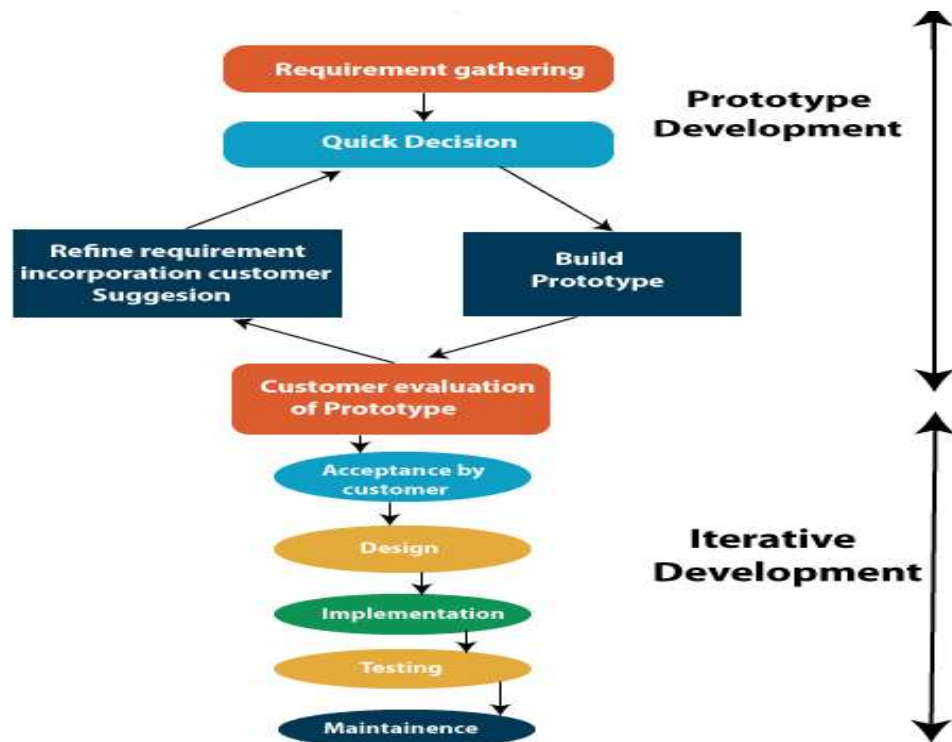 Requirement gathering
Prototype
Development
Quick Decision
Refine requirement
incorporation customer
Suggesion
Build
Prototype
Customer evaluation
of Prototype
Acceptance by
customer
Design
Iterative
Development
Implementation
Testing
Maintainence